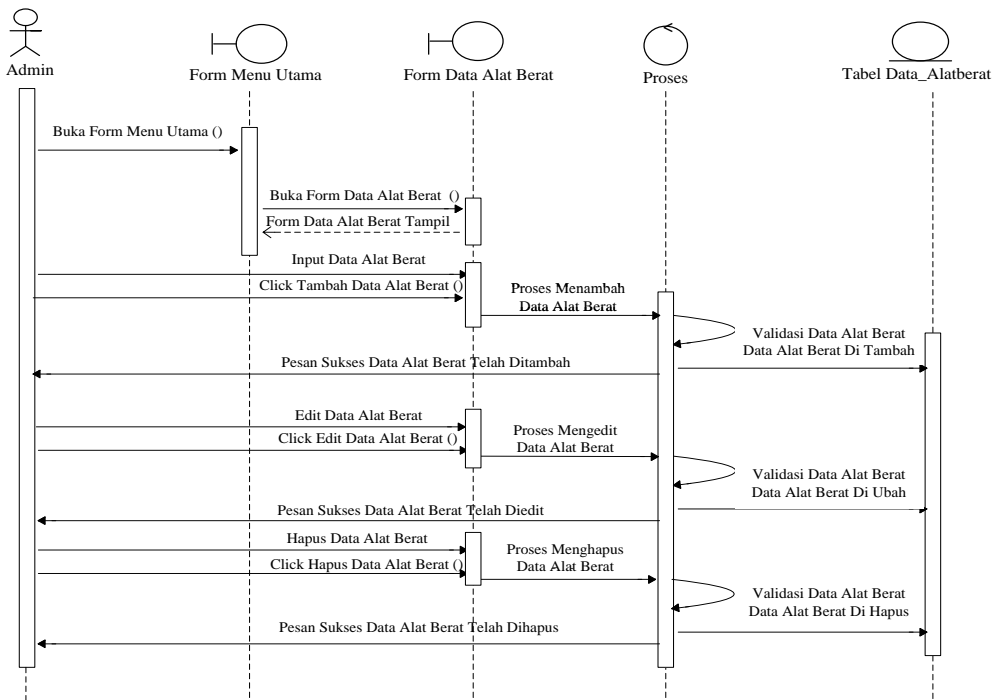 Admin
Form Menu Utama
Form Data Alat Berat
Proses
Tabel Data_Alatberat
Buka Form Menu Utama ()
Buka Form Data Alat Berat ()
Form Data Alat Berat Tampil
Input Data Alat Berat
Click Tambah Data Alat Berat ()
Proses Menambah
Data Alat Berat
Validasi Data Alat Berat
Data Alat Berat Di Tambah
Pesan Sukses Data Alat Berat Telah Ditambah
Edit Data Alat Berat
Click Edit Data Alat Berat ()
Proses Mengedit
Data Alat Berat
Validasi Data Alat Berat
Data Alat Berat Di Ubah
Pesan Sukses Data Alat Berat Telah Diedit
Hapus Data Alat Berat
Click Hapus Data Alat Berat ()
Proses Menghapus
Data Alat Berat
Validasi Data Alat Berat
Data Alat Berat Di Hapus
Pesan Sukses Data Alat Berat Telah Dihapus